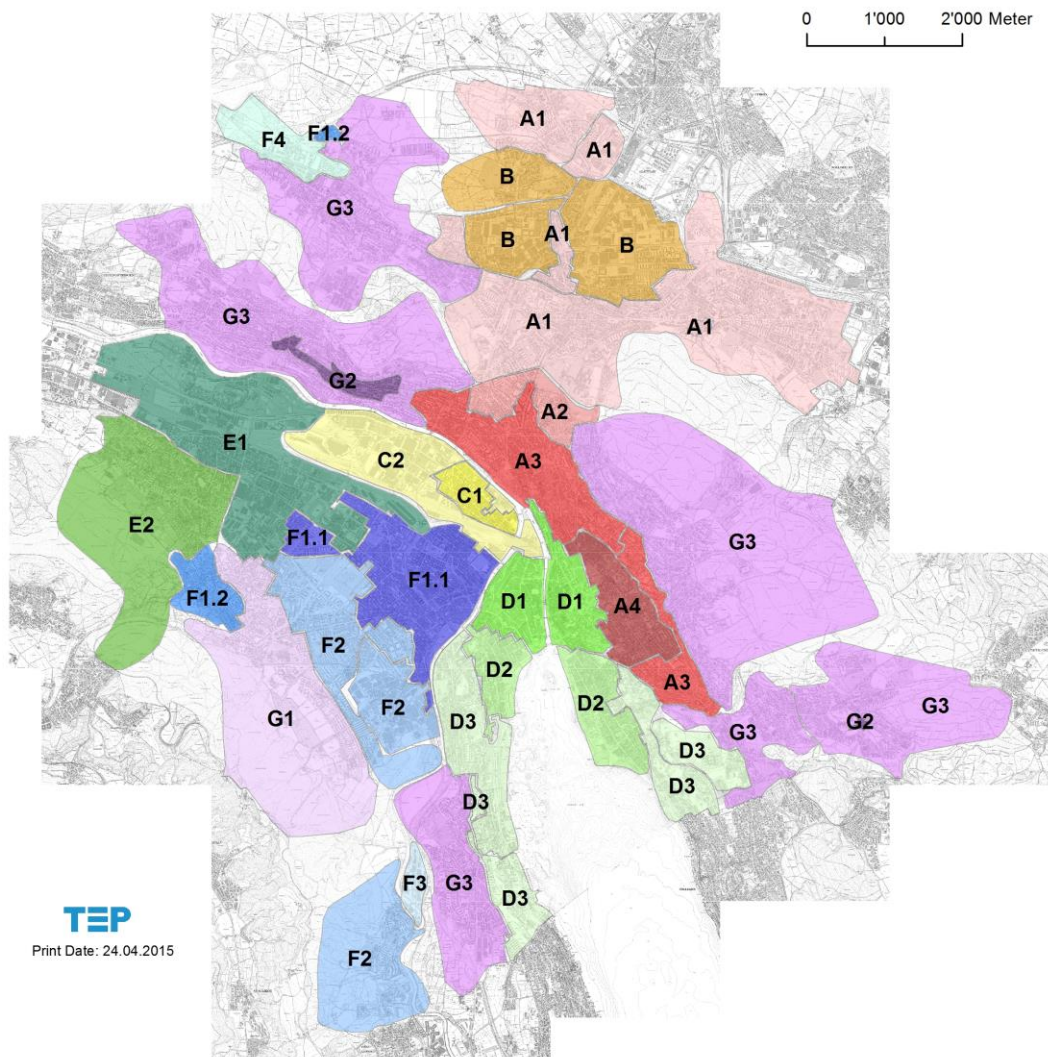 0 1'000 2'000 Meter
A1
F1.2
F4
A1
B
G3
B
A1
B
G3
A1
A1
G2
A2
E1
C2
A3
C1
E2
F1.1
G3
F1.1
F1.2
D1
D1
A4
F2
D2
A3
G1
F2
D3
D2
G3
G2
G3
D3
D3
D3
F3
G3
D3
F2
TEP
Print Date: 24.04.2015